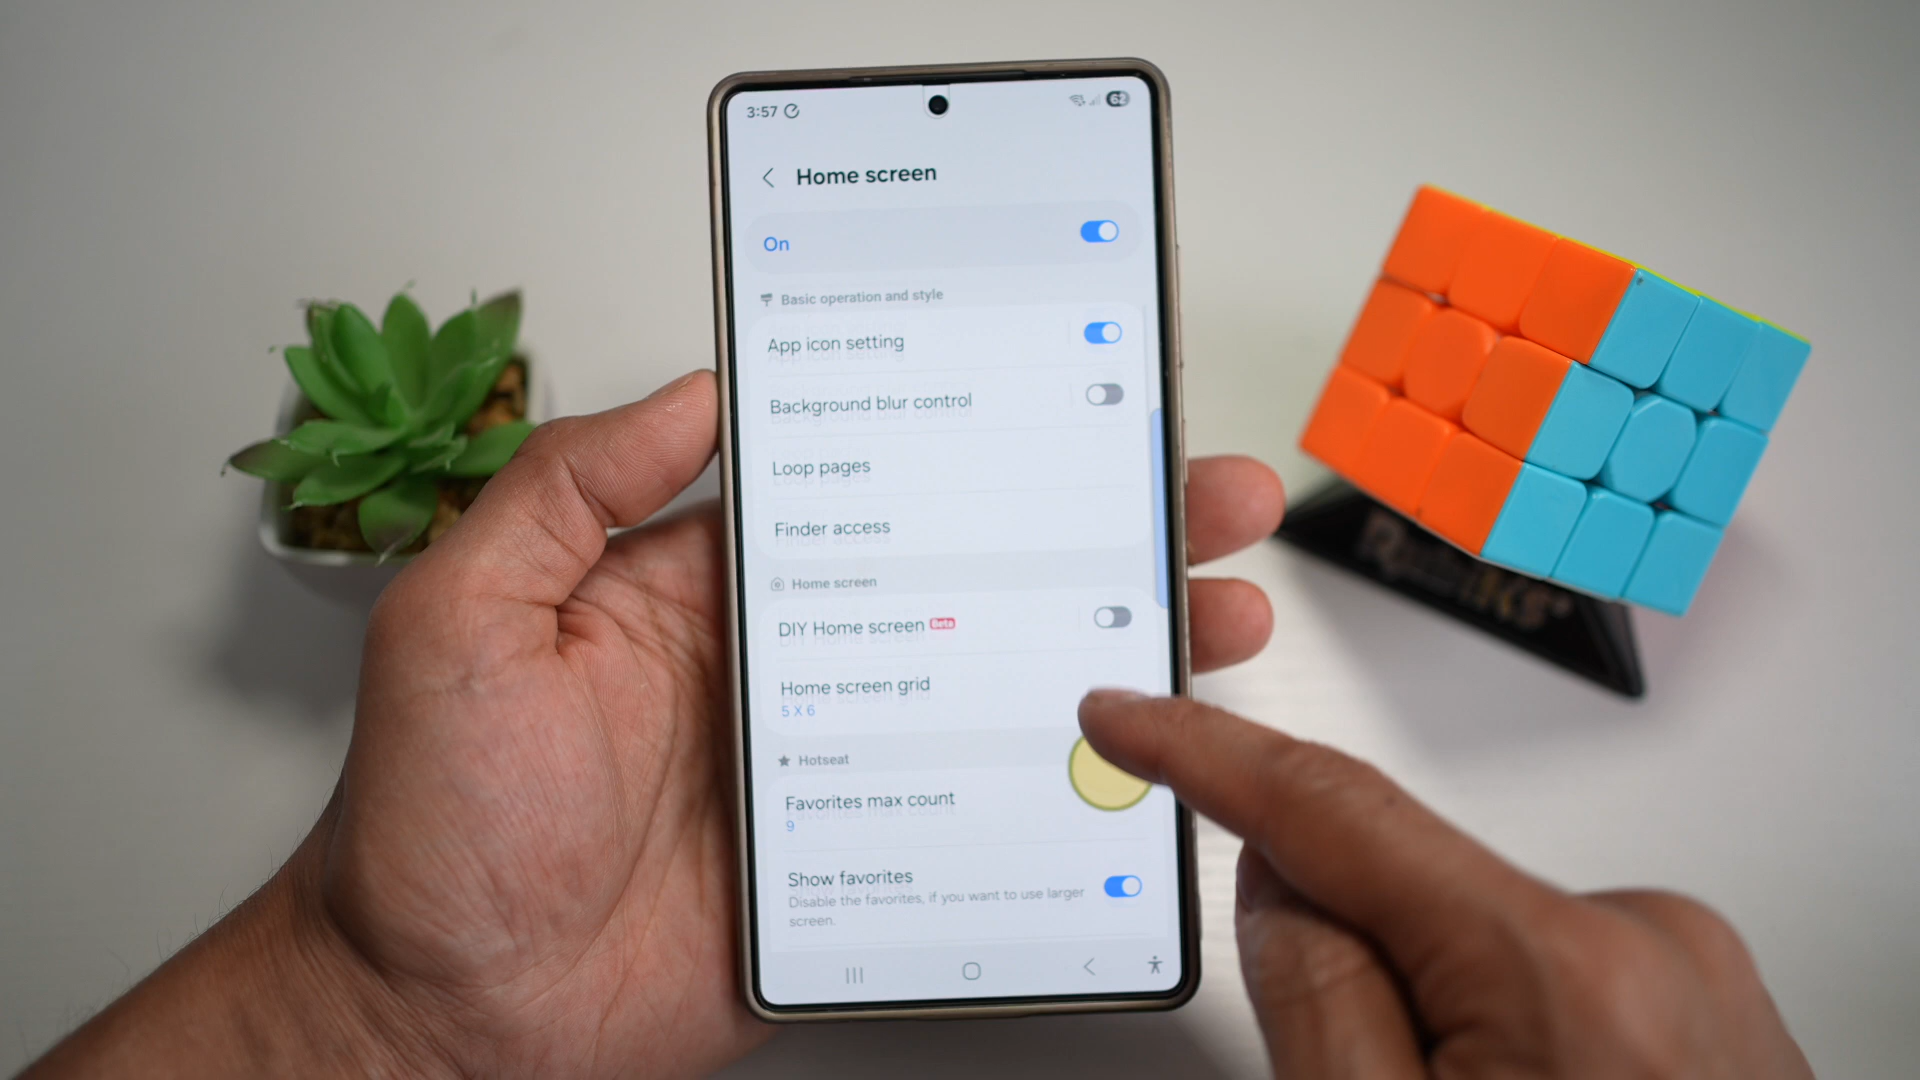 3:57
62
Home screen
On
Basic operation and style
App icon setting
Background blur control
Loop pages
Finder access
Home screen
DIY Home screen Beta
Home screen grid
5 X 6
Hotseat
Favorites max count
9
Show favorites
Disable the favorites, if you want to use larger
screen.